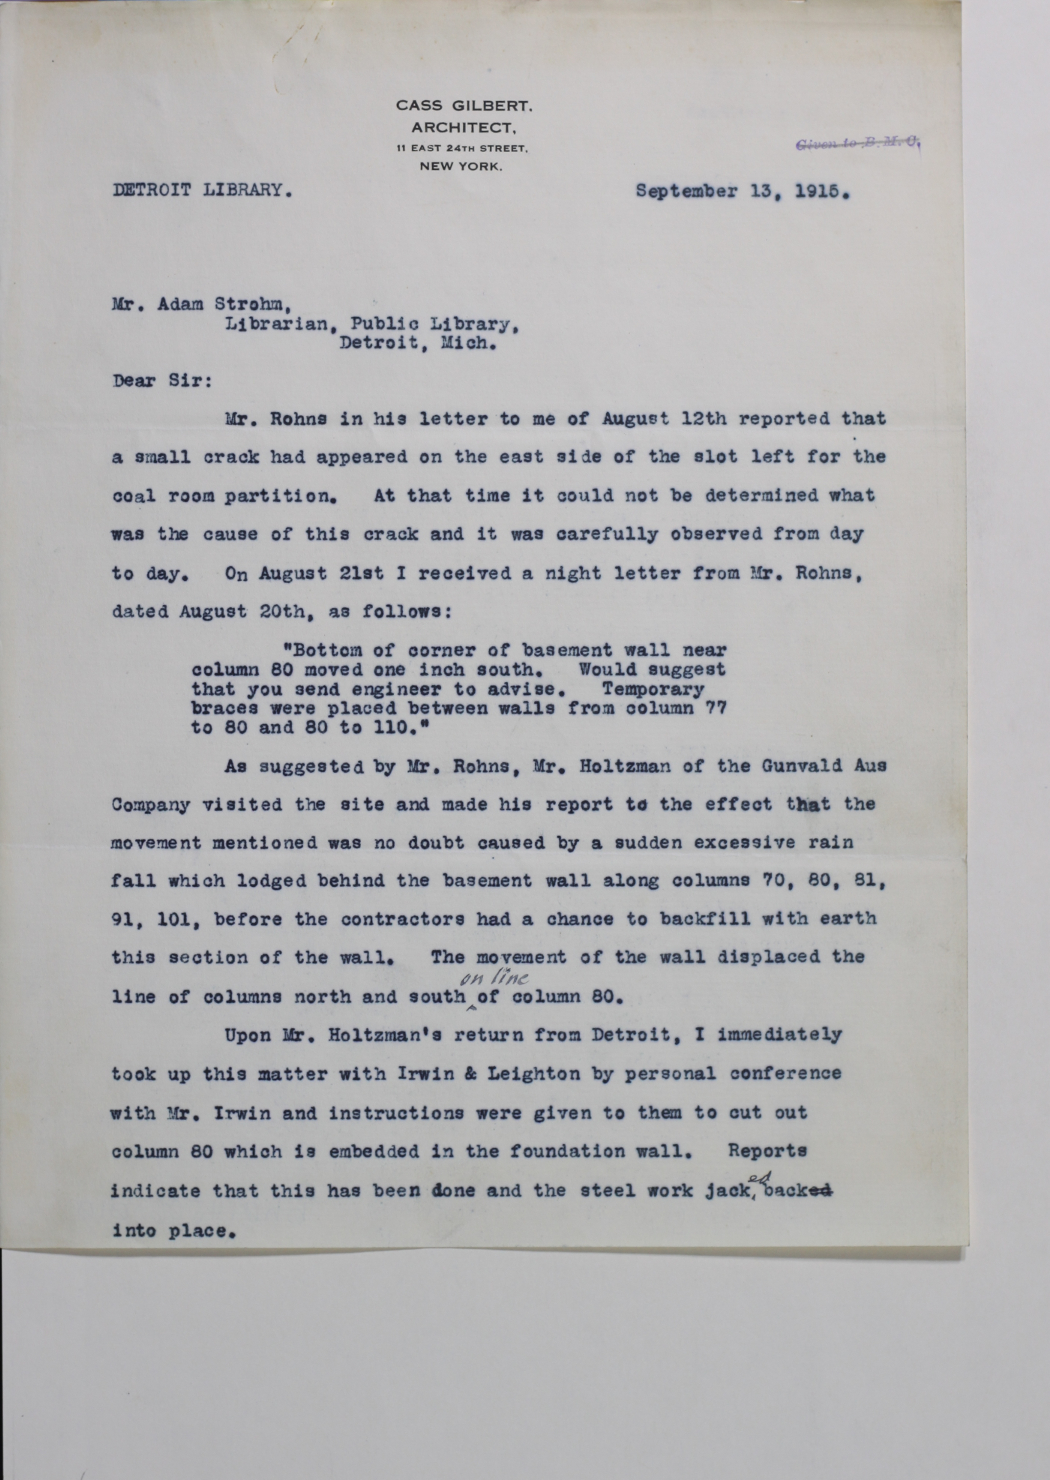 CASS GILBERT.
ARCHITECT,
11 EAST 24TH STREET,
NEW YORK.
Given to B.M.C.
DETROIT LIBRARY. September 13, 1915.
Mr. Adam Strohm,
Librarian, Public Library,
Detroit, Mich.
Dear Sir:
Mr. Rohns in his letter to me of August 12th reported that
a small crack had appeared on the east side of the slot left for the
coal room partition. At that time it could not be determined what
was the cause of this crack and it was carefully observed from day
to day. On August 21st I received a night letter from Mr. Rohns,
dated August 20th, as follows:
"Bottom of corner of basement wall near
column 80 moved one inch south. Would suggest
that you send engineer to advise. Temporary
braces were placed between walls from column 77
to 80 and 80 to 110."
As suggested by Mr. Rohns, Mr. Holtzman of the Gunvald Aus
Company visited the site and made his report to the effect that the
movement mentioned was no doubt caused by a sudden excessive rain
fall which lodged behind the basement wall along columns 70, 80, 81,
91, 101, before the contractors had a chance to backfill with earth
this section of the wall. The movement of the wall displaced the
line of columns north and south on line of column 80.
Upon Mr. Holtzman's return from Detroit, I immediately
took up this matter with Irwin & Leighton by personal conference
with Mr. Irwin and instructions were given to them to cut out
column 80 which is embedded in the foundation wall. Reports
indicate that this has been done and the steel work jacked backed
into place.